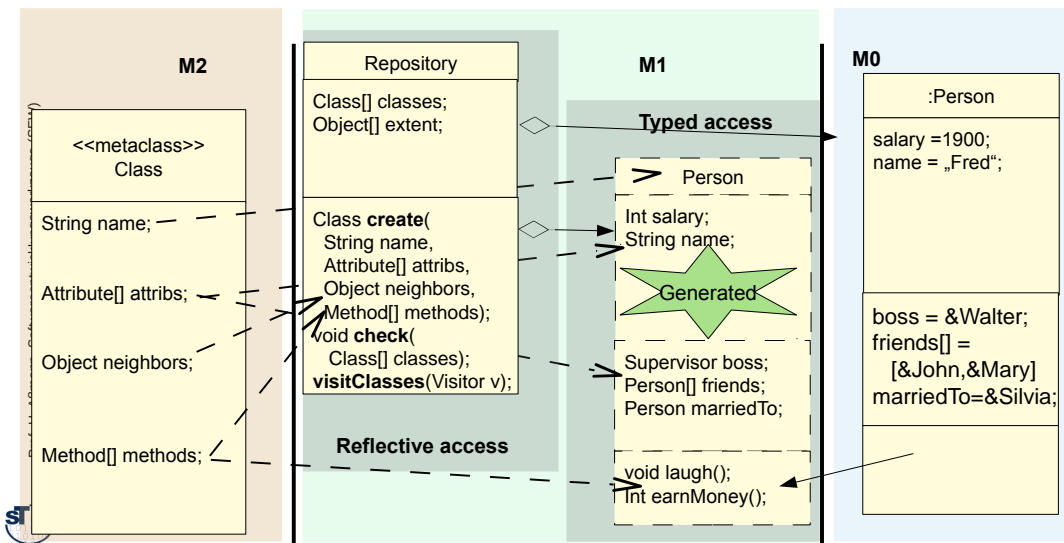 M2
<<metaclass>>
Class
String name;
Attribute[] attribs;
Object neighbors;
Method[] methods;
Repository
Class[] classes;
Object[] extent;
Class create(
String name,
Attribute[] attribs,
Object neighbors,
Method[] methods);
void check(
Class[] classes);
visitClasses(Visitor v);
Reflective access
M1
Typed access
Person
Int salary;
String name;
Generated
Supervisor boss;
Person[] friends;
Person marriedTo;
void laugh();
Int earnMoney();
M0
:Person
salary =1900;
name = „Fred“;
boss = &Walter;
friends[] =
[&John,&Mary]
marriedTo=&Silvia;